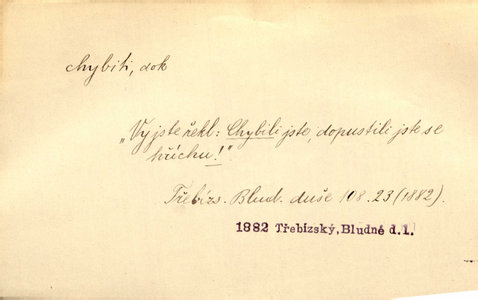 chybiti, dok
„Vy jste řekl: Chybili jste, dopustili jste se
hříchu!"
Třebízs. Blud. duše 108.23 (1882).
1882 Třebízský, Bludné d.1.